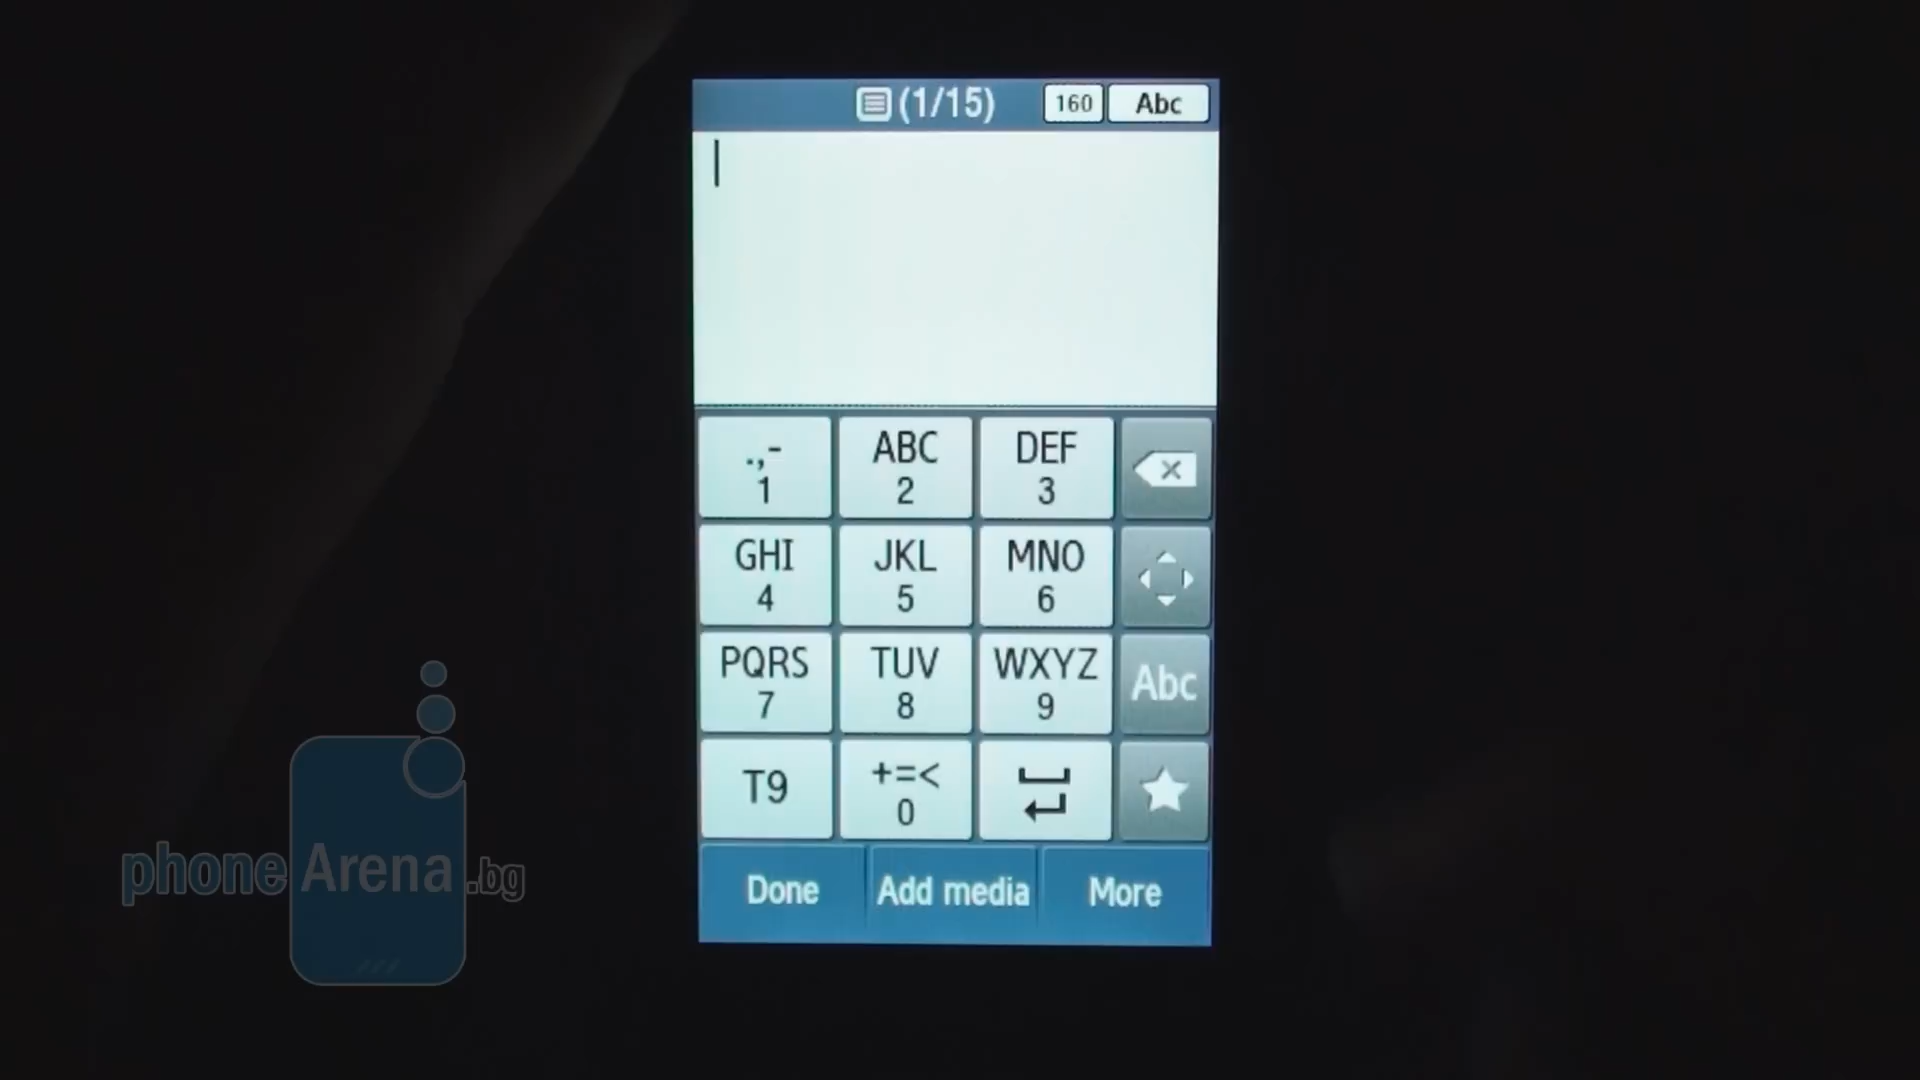 (1/15) 160 Abc
.,- ABC DEF
1 2 3
GHI JKL MNO
4 5 6
PQRS TUV WXYZ Abc
7 8 9
T9 +=<
0
Done Add media More
phoneArena.bg